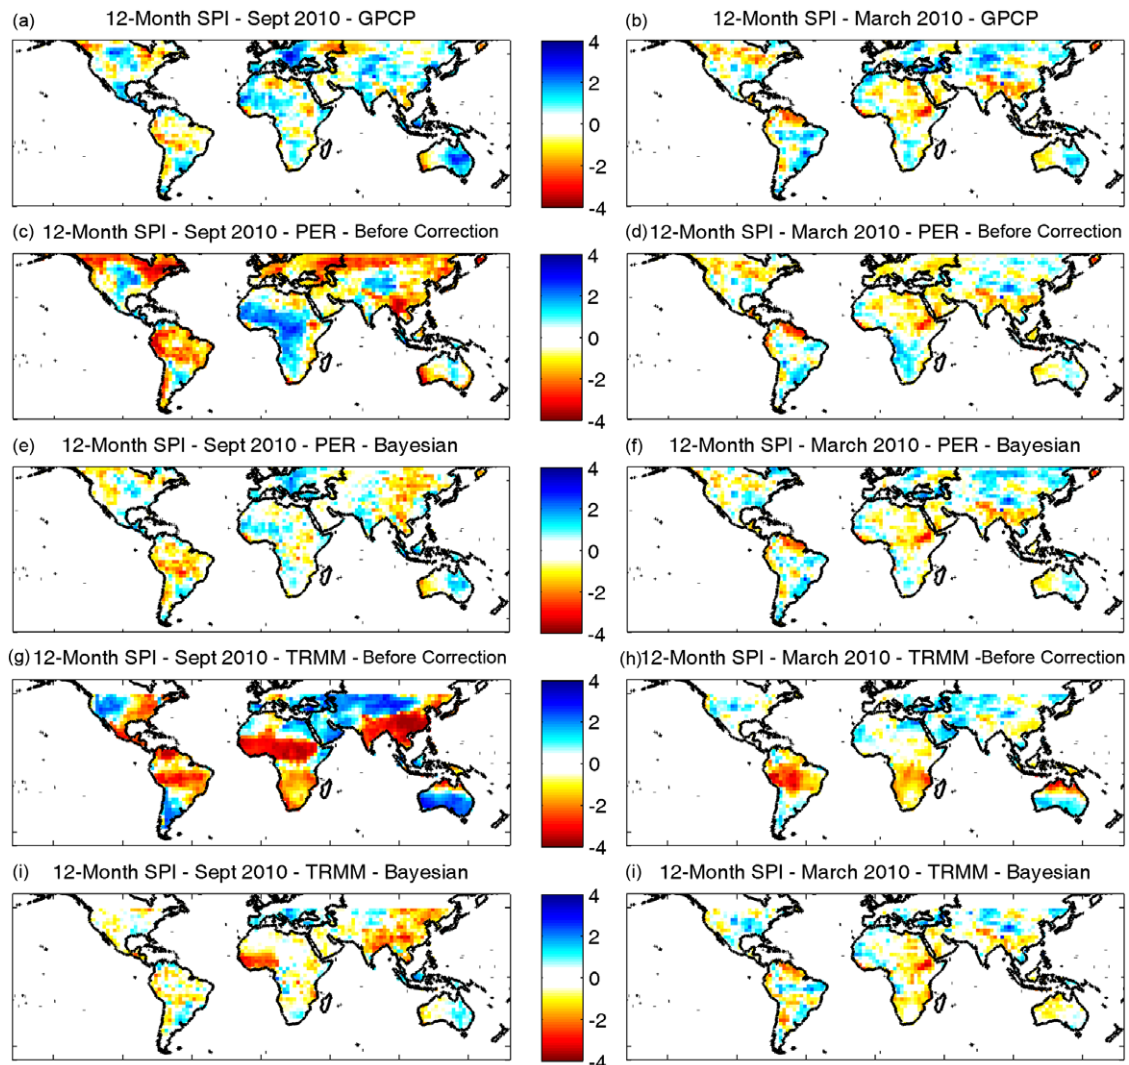 (a) 12-Month SPI - Sept 2010 - GPCP
(b) 12-Month SPI - March 2010 - GPCP
4
2
0
-2
-4
(c) 12-Month SPI - Sept 2010 - PER - Before Correction
(d) 12-Month SPI - March 2010 - PER - Before Correction
4
2
0
-2
-4
(e) 12-Month SPI - Sept 2010 - PER - Bayesian
(f) 12-Month SPI - March 2010 - PER - Bayesian
4
2
0
-2
-4
(g) 12-Month SPI - Sept 2010 - TRMM - Before Correction
(h) 12-Month SPI - March 2010 - TRMM -Before Correction
4
2
0
-2
-4
(i) 12-Month SPI - Sept 2010 - TRMM - Bayesian
(i) 12-Month SPI - March 2010 - TRMM - Bayesian
4
2
0
-2
-4